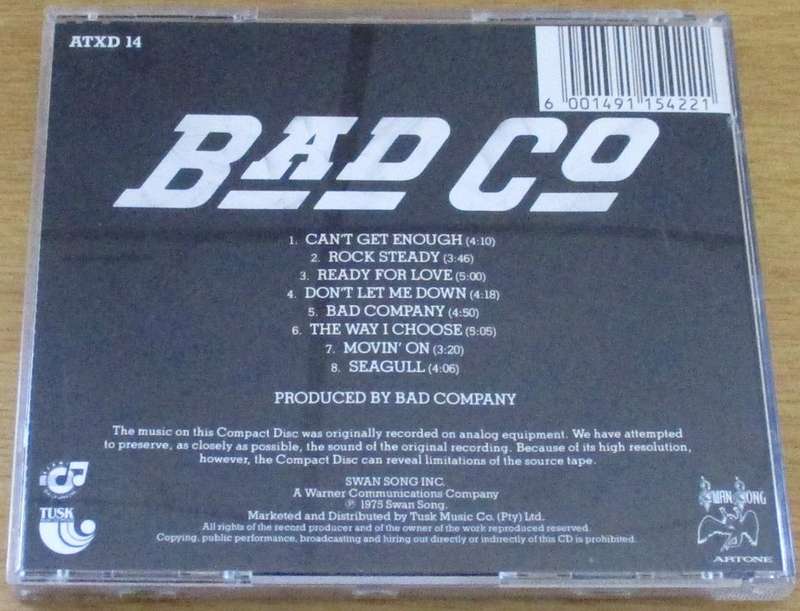 ATXD 14
6 001491 154221
BAD CO
1. CAN'T GET ENOUGH (4:10)
2. ROCK STEADY (3:46)
3. READY FOR LOVE (5:00)
4. DON'T LET ME DOWN (4:18)
5. BAD COMPANY (4:50)
6. THE WAY I CHOOSE (5:05)
7. MOVIN' ON (3:20)
8. SEAGULL (4:06)
PRODUCED BY BAD COMPANY
The music on this Compact Disc was originally recorded on analog equipment. We have attempted
to preserve, as closely as possible, the sound of the original recording. Because of its high resolution,
however, the Compact Disc can reveal limitations of the source tape.
SWAN SONG INC.
A Warner Communications Company
℗ 1975 Swan Song.
Marketed and Distributed by Tusk Music Co. (Pty) Ltd.
All rights of the record producer and of the owner of the work reproduced reserved.
Copying, public performance, broadcasting and hiring out directly or indirectly of this CD is prohibited.
TUSK
SWAN SONG
ARTONE